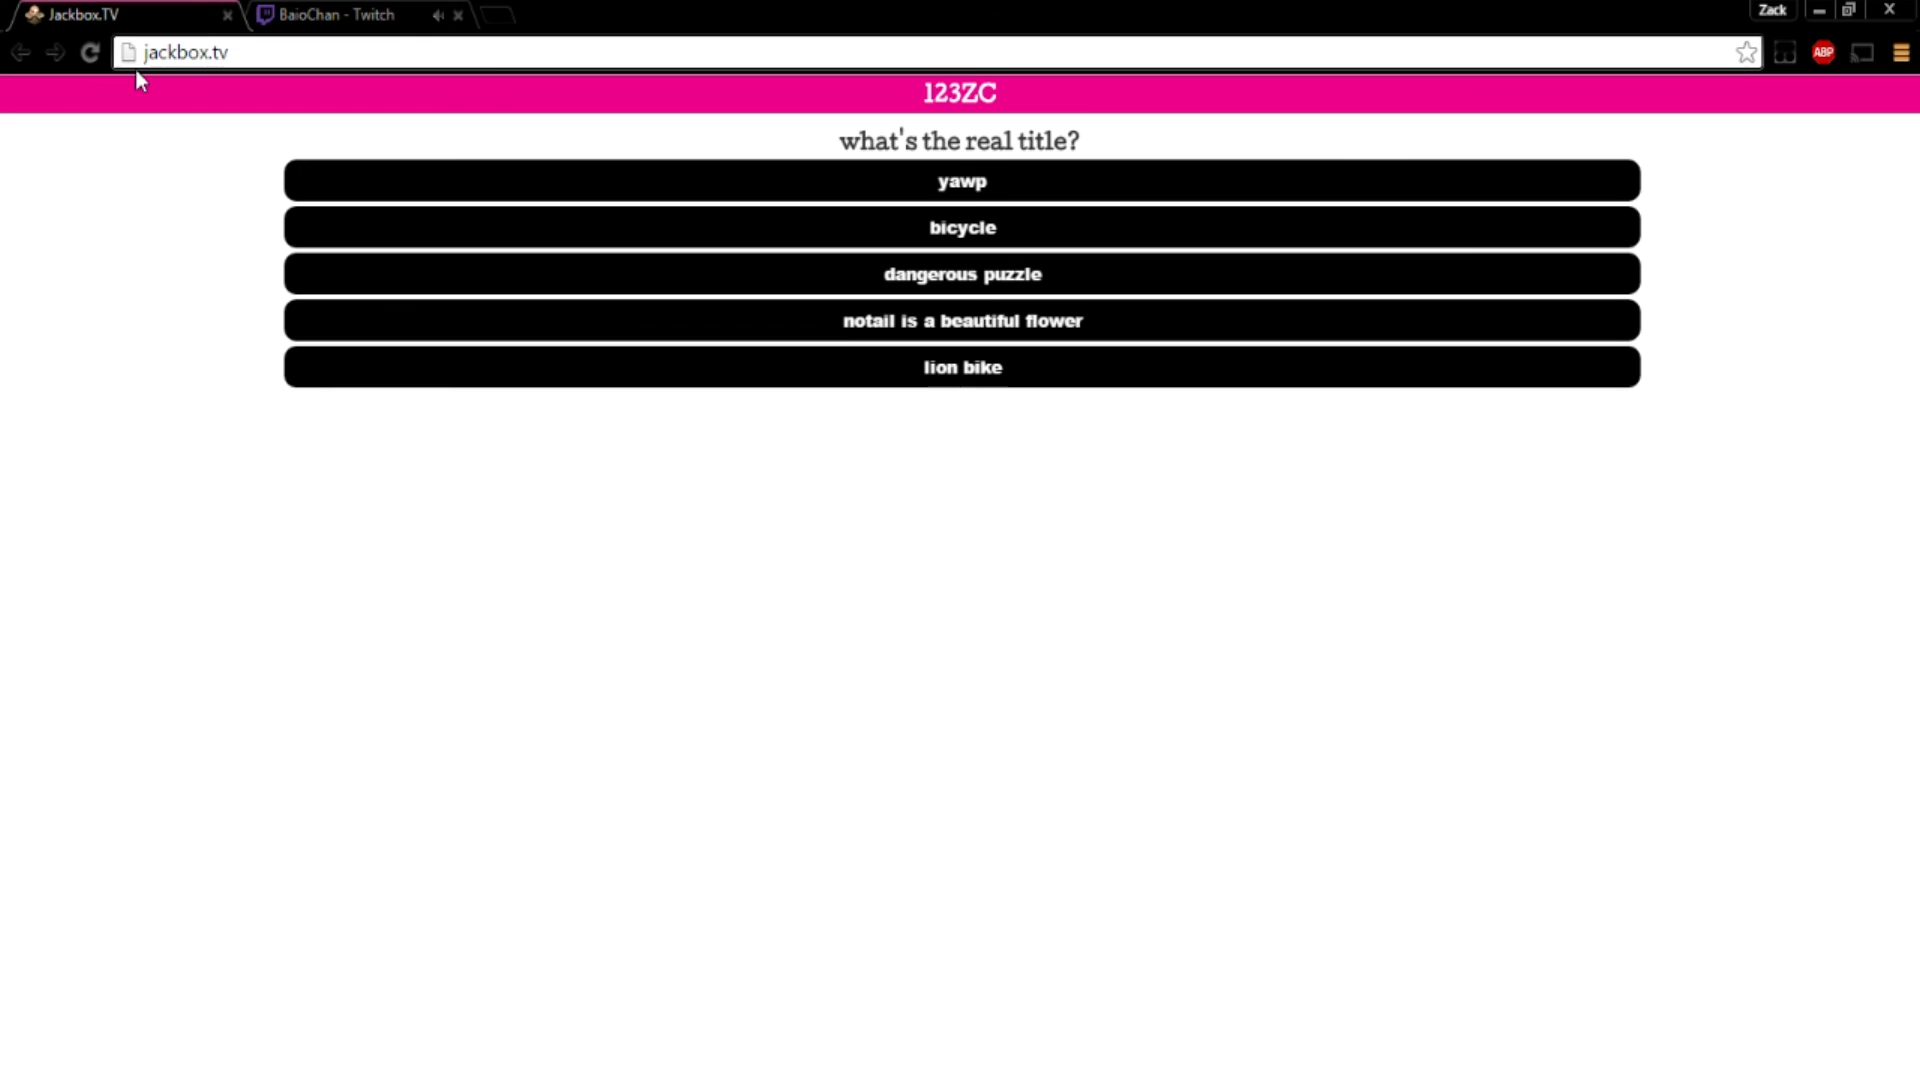 Jackbox.TV
BaioChan - Twitch
Zack
jackbox.tv
ABP
123ZC
what's the real title?
yawp
bicycle
dangerous puzzle
notail is a beautiful flower
lion bike